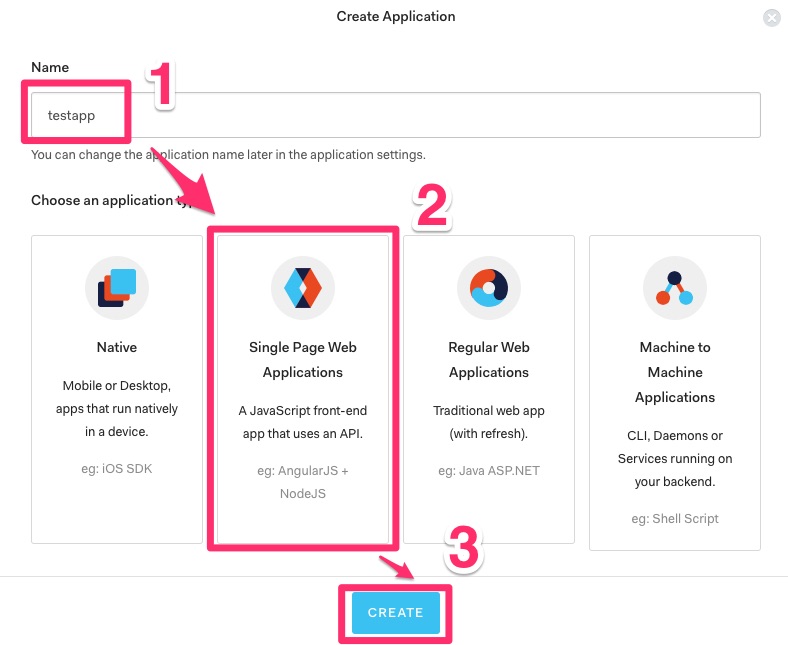 Create Application
Name
1
testapp
You can change the application name later in the application settings.
Choose an application ty
2
Native
Mobile or Desktop,
apps that run natively
in a device.
eg: iOS SDK
Single Page Web
Applications
A JavaScript front-end
app that uses an API.
eg: AngularJS +
NodeJS
Regular Web
Applications
Traditional web app
(with refresh).
eg: Java ASP.NET
Machine to
Machine
Applications
CLI, Daemons or
Services running on
your backend.
eg: Shell Script
3
CREATE